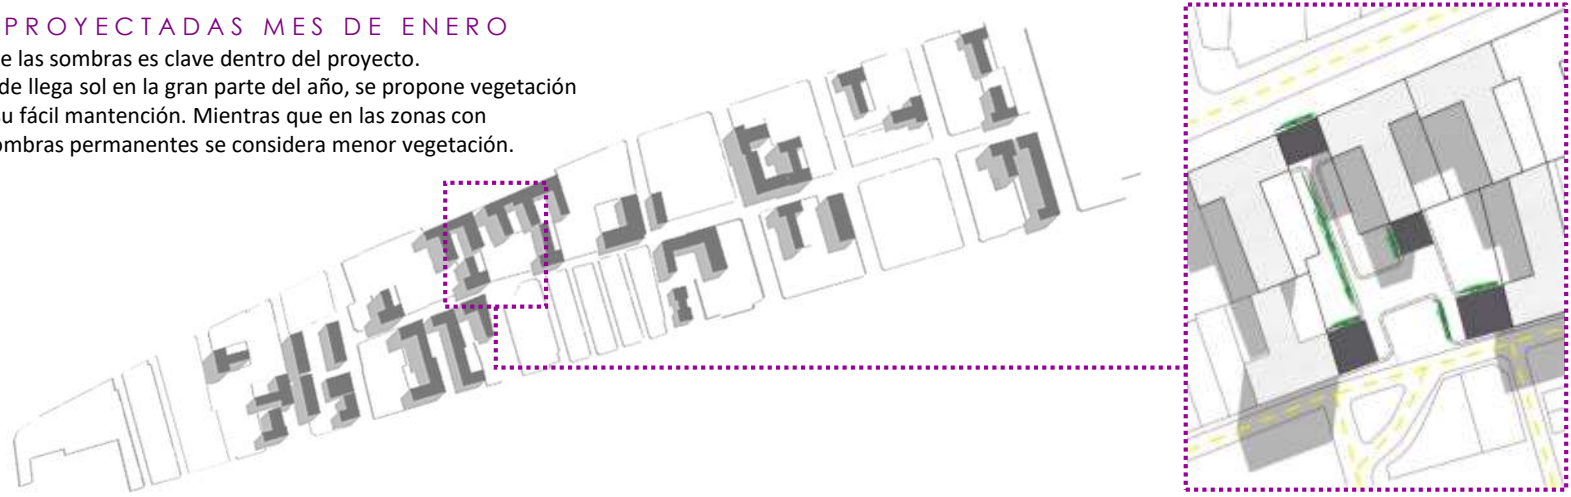 PROYECTADAS MES DE ENERO
e las sombras es clave dentro del proyecto.
de llega sol en la gran parte del año, se propone vegetación
su fácil mantención. Mientras que en las zonas con
ombras permanentes se considera menor vegetación.